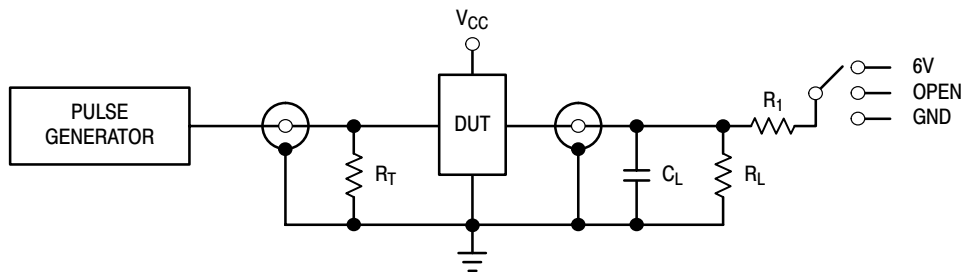 V_CC
6V
OPEN
GND
R_1
PULSE
GENERATOR
DUT
R_T
C_L
R_L